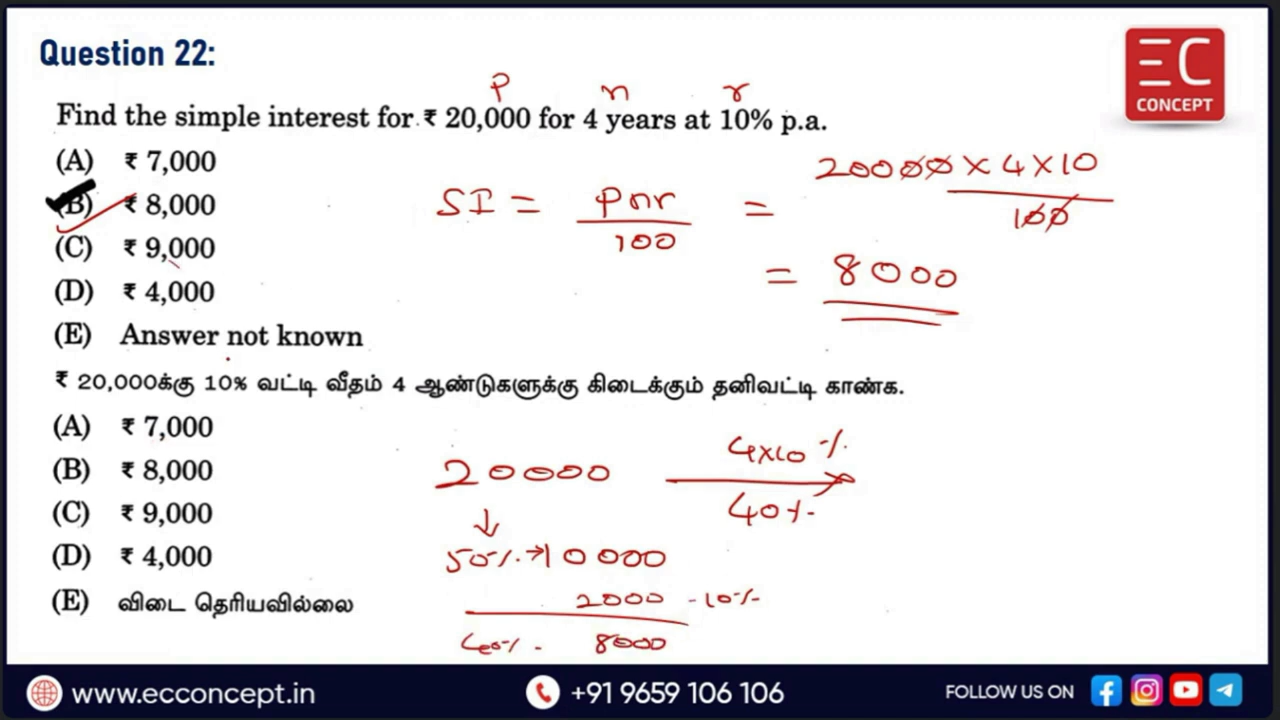 Question 22:
EC
CONCEPT
p n r
Find the simple interest for ₹ 20,000 for 4 years at 10% p.a.
(A) ₹ 7,000
(B) ₹ 8,000
(C) ₹ 9,000
(D) ₹ 4,000
(E) Answer not known
SI = pnr/100 = 20000 × 4 × 10/100
= 8000
₹ 20,000க்கு 10% வட்டி வீதம் 4 ஆண்டுகளுக்கு கிடைக்கும் தனிவட்டி காண்க.
(A) ₹ 7,000
(B) ₹ 8,000
(C) ₹ 9,000
(D) ₹ 4,000
(E) விடை தெரியவில்லை
20000
4×10%
40%
↓
50% → 10000
2000 - 10%
40% - 8000
www.ecconcept.in
+91 9659 106 106
FOLLOW US ON